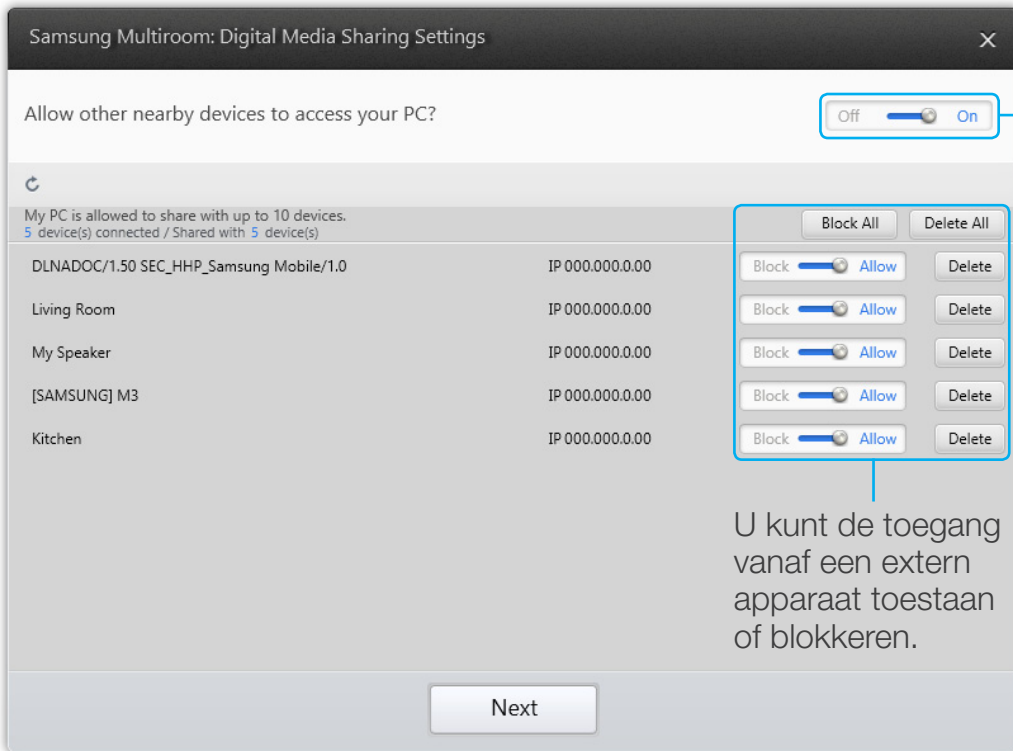 Samsung Multiroom: Digital Media Sharing Settings
Allow other nearby devices to access your PC?
Off On
My PC is allowed to share with up to 10 devices.
5 device(s) connected / Shared with 5 device(s)
Block All Delete All
DLNADOC/1.50 SEC_HHP_Samsung Mobile/1.0 IP 000.000.0.00 Block Allow Delete
Living Room IP 000.000.0.00 Block Allow Delete
My Speaker IP 000.000.0.00 Block Allow Delete
[SAMSUNG] M3 IP 000.000.0.00 Block Allow Delete
Kitchen IP 000.000.0.00 Block Allow Delete
U kunt de toegang
vanaf een extern
apparaat toestaan
of blokkeren.
Next